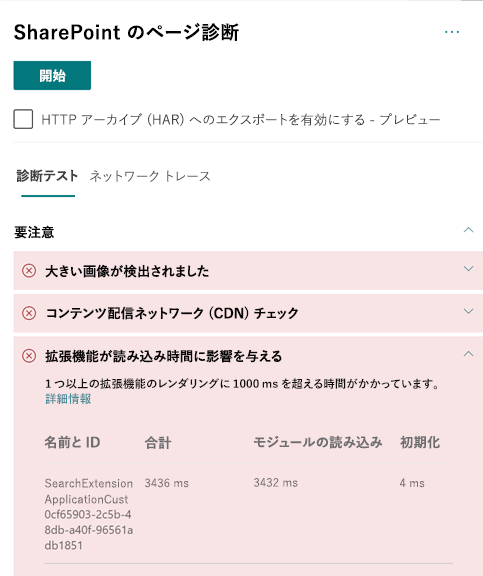 SharePoint のページ診断
...
開始
HTTP アーカイブ (HAR) へのエクスポートを有効にする - プレビュー
診断テスト ネットワーク トレース
要注意
大きい画像が検出されました
コンテンツ配信ネットワーク (CDN) チェック
拡張機能が読み込み時間に影響を与える
1 つ以上の拡張機能のレンダリングに 1000 ms を超える時間がかかっています。
詳細情報
名前と ID 合計 モジュールの読み込み 初期化
SearchExtension 3436 ms 3432 ms 4 ms
ApplicationCust
0cf65903-2c5b-4
8db-a40f-96561a
db1851